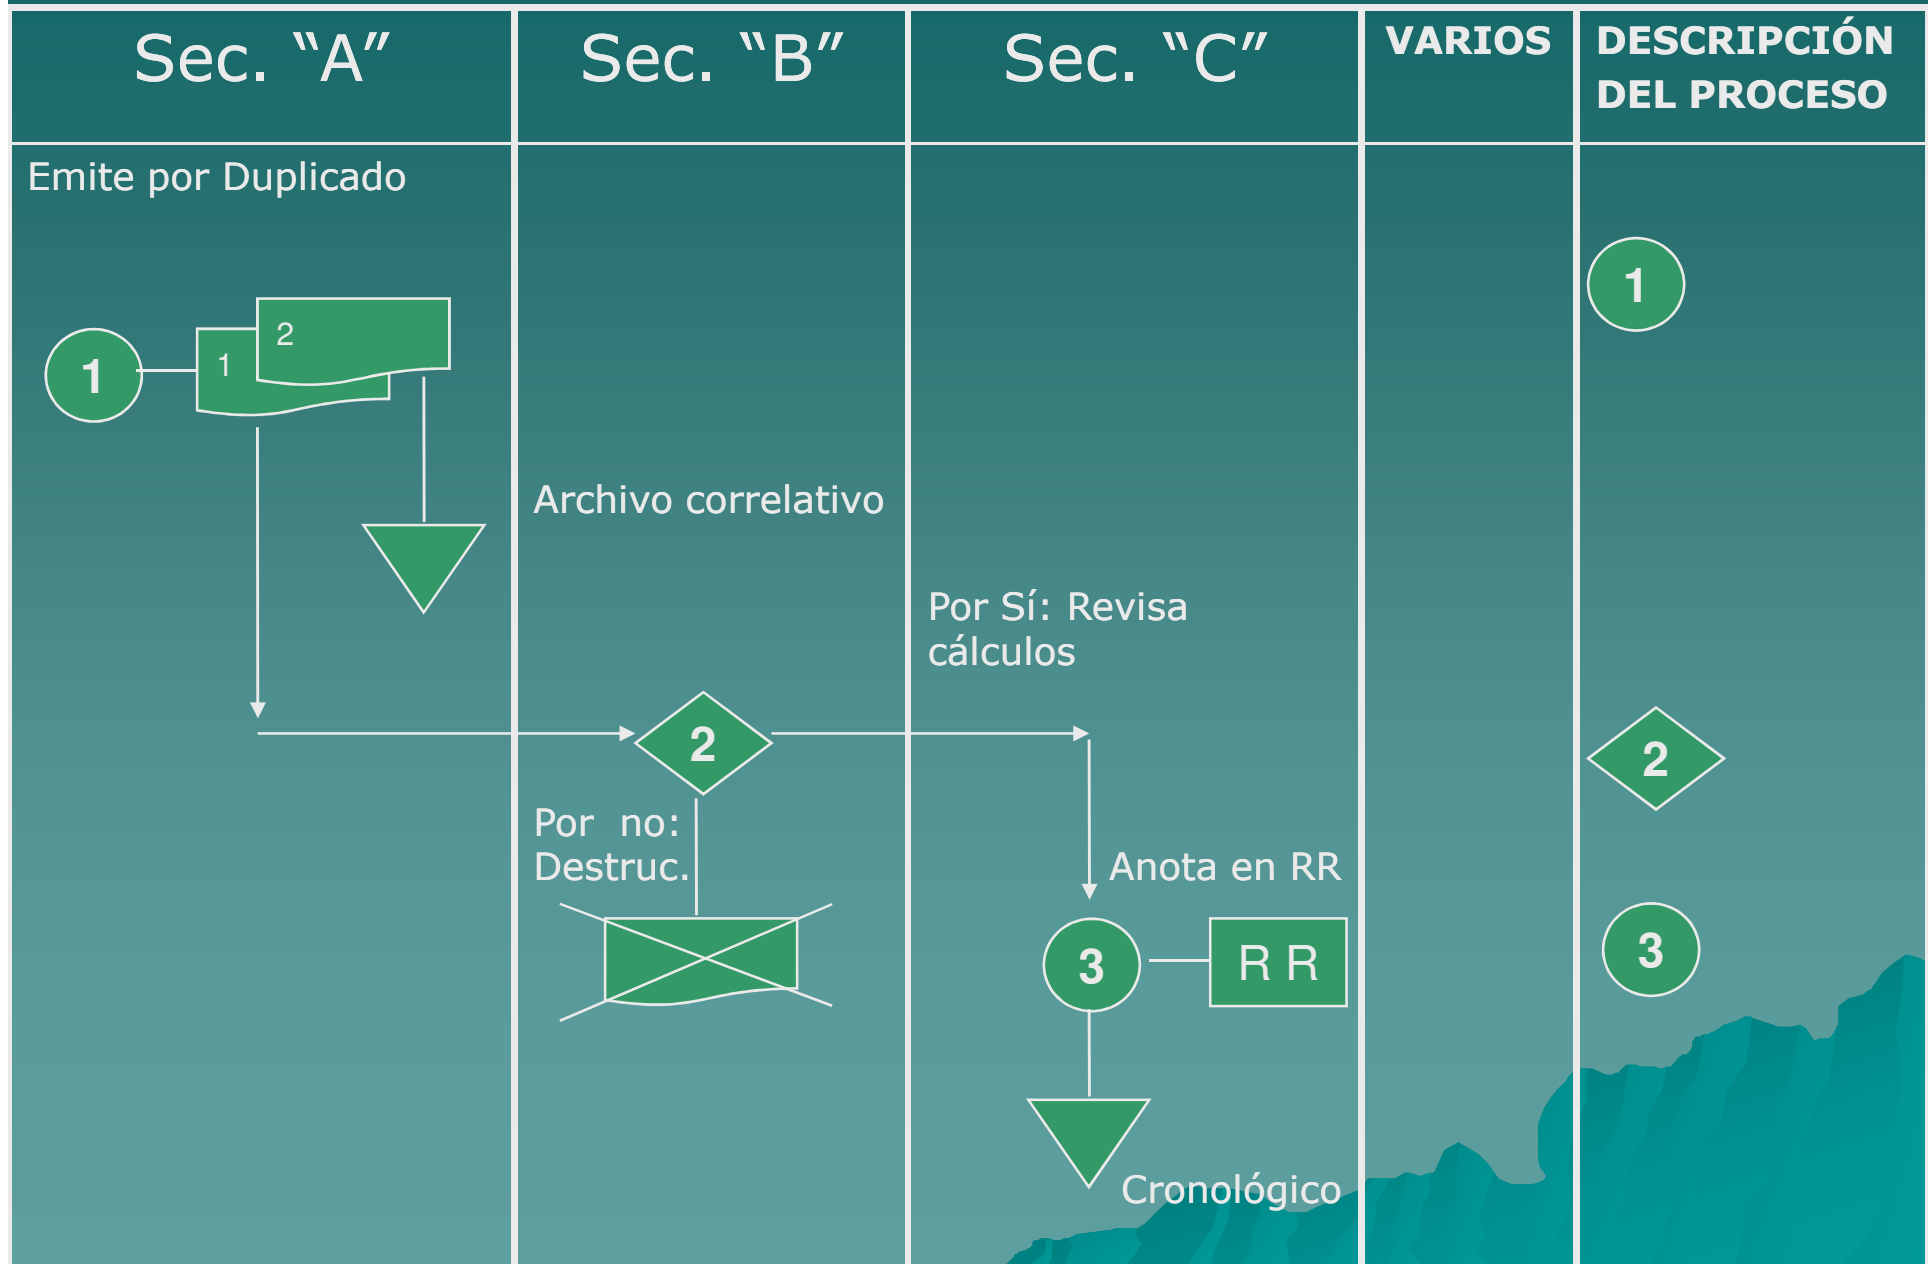 Sec. “A”
Sec. “B”
Sec. “C”
VARIOS
DESCRIPCIÓN
DEL PROCESO
Emite por Duplicado
1
2
1
1
Archivo correlativo
Por Sí: Revisa
cálculos
2
2
Por no:
Destruc.
Anota en RR
3
R R
3
Cronológico